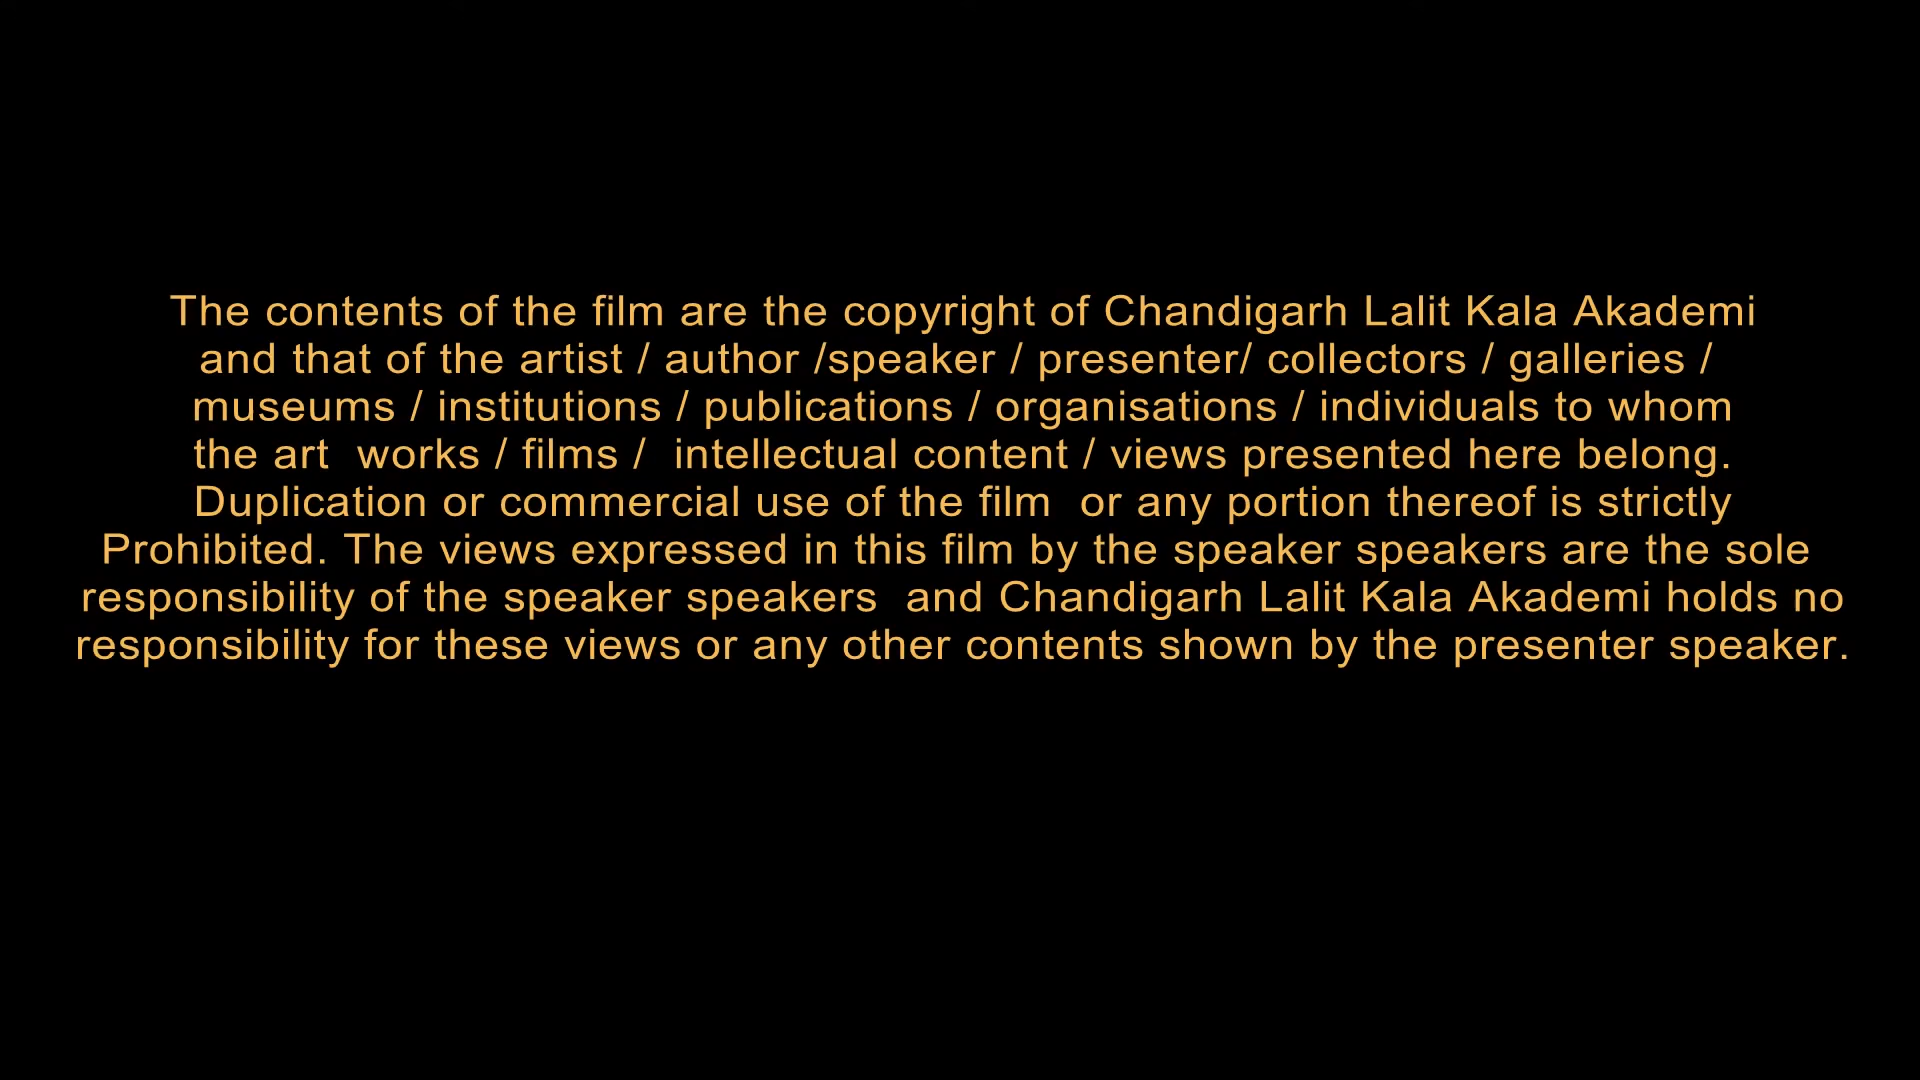 The contents of the film are the copyright of Chandigarh Lalit Kala Akademi
and that of the artist / author /speaker / presenter/ collectors / galleries /
museums / institutions / publications / organisations / individuals to whom
the art  works / films /  intellectual content / views presented here belong.
Duplication or commercial use of the film  or any portion thereof is strictly
Prohibited. The views expressed in this film by the speaker speakers are the sole
responsibility of the speaker speakers  and Chandigarh Lalit Kala Akademi holds no
responsibility for these views or any other contents shown by the presenter speaker.